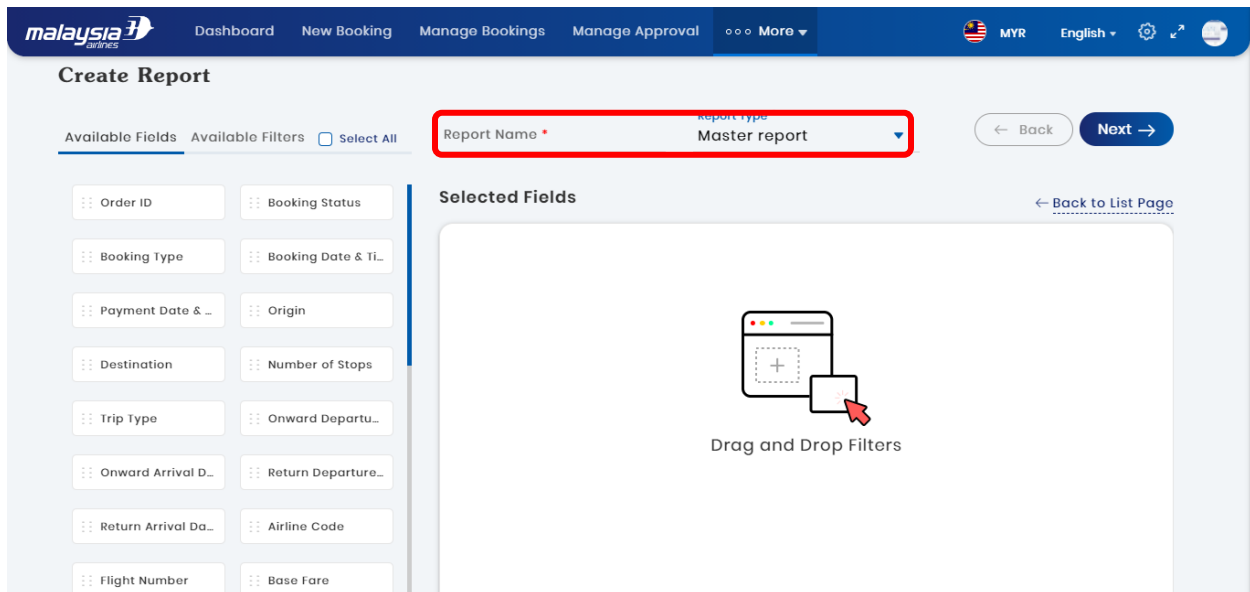 malaysia airlines Dashboard New Booking Manage Bookings Manage Approval More MYR English
Create Report
Available Fields Available Filters Select All Report Name * Report Type Master report ← Back Next →
Selected Fields ← Back to List Page
Order ID Booking Status
Booking Type Booking Date & Ti...
Payment Date & ... Origin
Destination Number of Stops
Trip Type Onward Departu...
Onward Arrival D... Return Departure...
Return Arrival Da... Airline Code
Flight Number Base Fare
Drag and Drop Filters